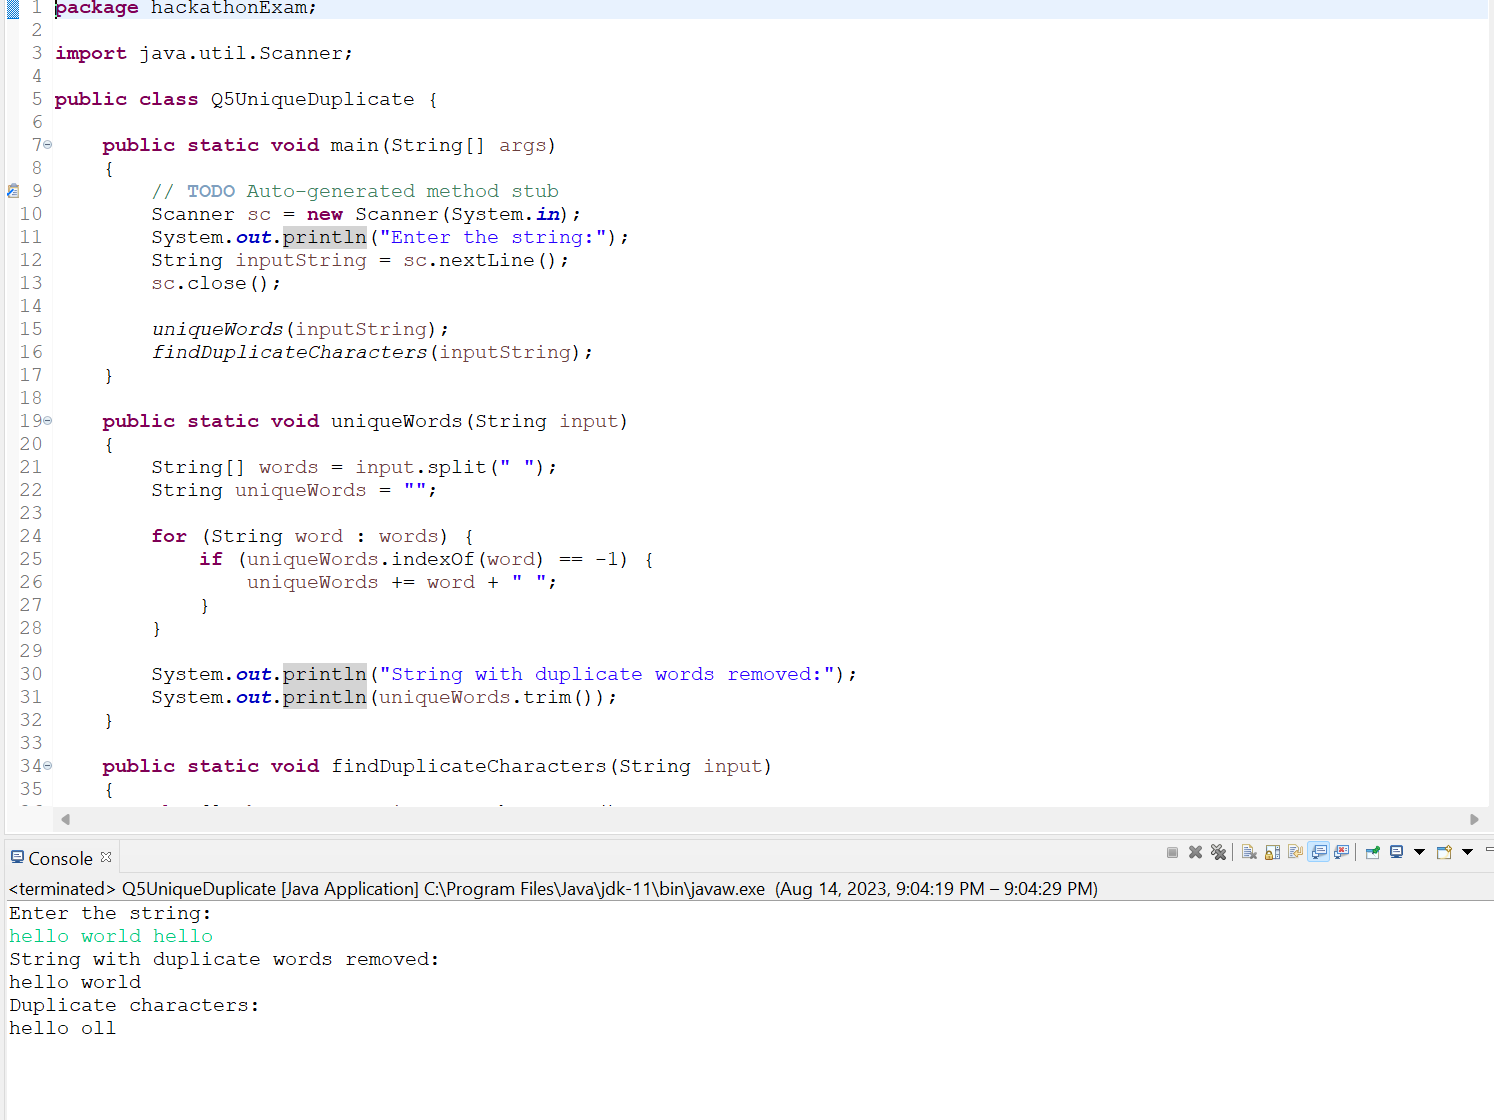 1 package hackathonExam;
2
3 import java.util.Scanner;
4
5 public class Q5UniqueDuplicate {
6
7 public static void main(String[] args)
8 {
9 // TODO Auto-generated method stub
10 Scanner sc = new Scanner(System.in);
11 System.out.println("Enter the string:");
12 String inputString = sc.nextLine();
13 sc.close();
14
15 uniqueWords(inputString);
16 findDuplicateCharacters(inputString);
17 }
18
19 public static void uniqueWords(String input)
20 {
21 String[] words = input.split(" ");
22 String uniqueWords = "";
23
24 for (String word : words) {
25 if (uniqueWords.indexOf(word) == -1) {
26 uniqueWords += word + " ";
27 }
28 }
29
30 System.out.println("String with duplicate words removed:");
31 System.out.println(uniqueWords.trim());
32 }
33
34 public static void findDuplicateCharacters(String input)
35 {
Console
<terminated> Q5UniqueDuplicate [Java Application] C:\Program Files\Java\jdk-11\bin\javaw.exe (Aug 14, 2023, 9:04:19 PM – 9:04:29 PM)
Enter the string:
hello world hello
String with duplicate words removed:
hello world
Duplicate characters:
hello oll